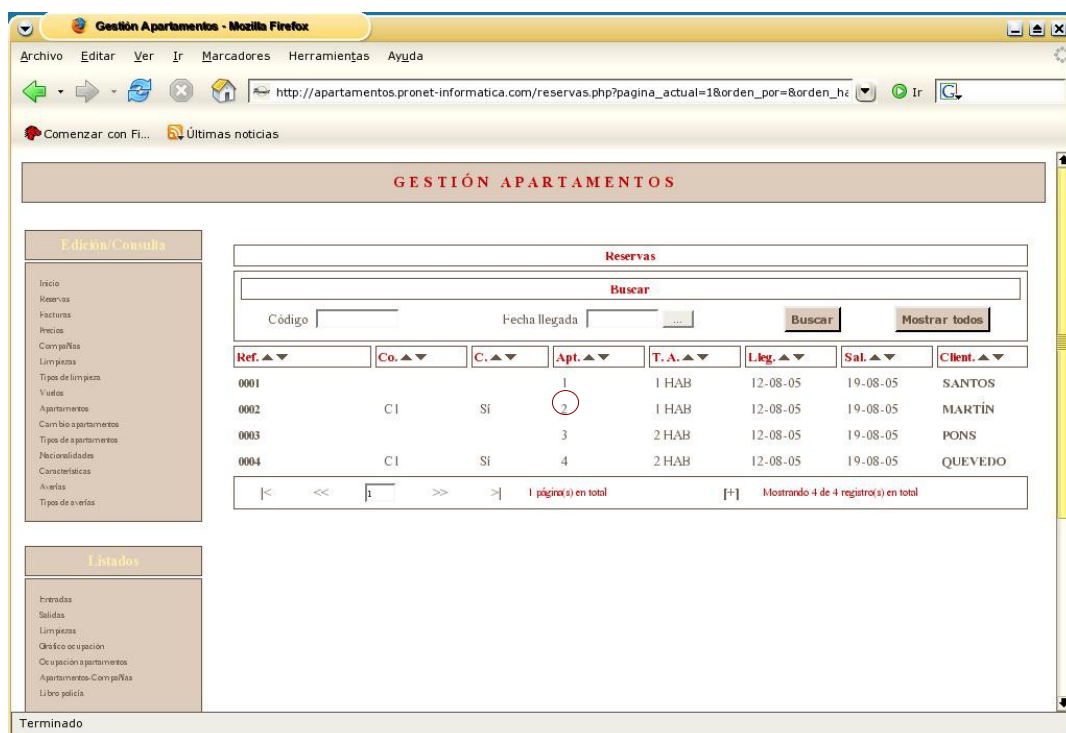 Gestión Apartamentos - Mozilla Firefox
Archivo Editar Ver Ir Marcadores Herramientas Ayuda
http://apartamentos.pronet-informatica.com/reservas.php?pagina_actual=1&orden_por=&orden_ha Ir G
Comenzar con Fi... Últimas noticias
GESTIÓN APARTAMENTOS
Edición/Consulta
Inicio
Reservas
Facturas
Precios
Compañías
Limpiezas
Tipos de limpieza
Vuelos
Apartamentos
Cambio apartamentos
Tipos de apartamentos
Nacionalidades
Características
Averías
Tipos de averías
Listados
Entradas
Salidas
Limpiezas
Gráfico ocupación
Ocupación apartamentos
Apartamentos-Compañías
Libro policía
Reservas
Buscar
Código Fecha llegada ... Buscar Mostrar todos
Ref. Co. C. Apt. T. A. Lleg. Sal. Client.
0001 1 1 HAB 12-08-05 19-08-05 SANTOS
0002 C1 Sí 2 1 HAB 12-08-05 19-08-05 MARTÍN
0003 3 2 HAB 12-08-05 19-08-05 PONS
0004 C1 Sí 4 2 HAB 12-08-05 19-08-05 QUEVEDO
|< << 1 >> >| 1 página(s) en total [+] Mostrando 4 de 4 registro(s) en total
Terminado